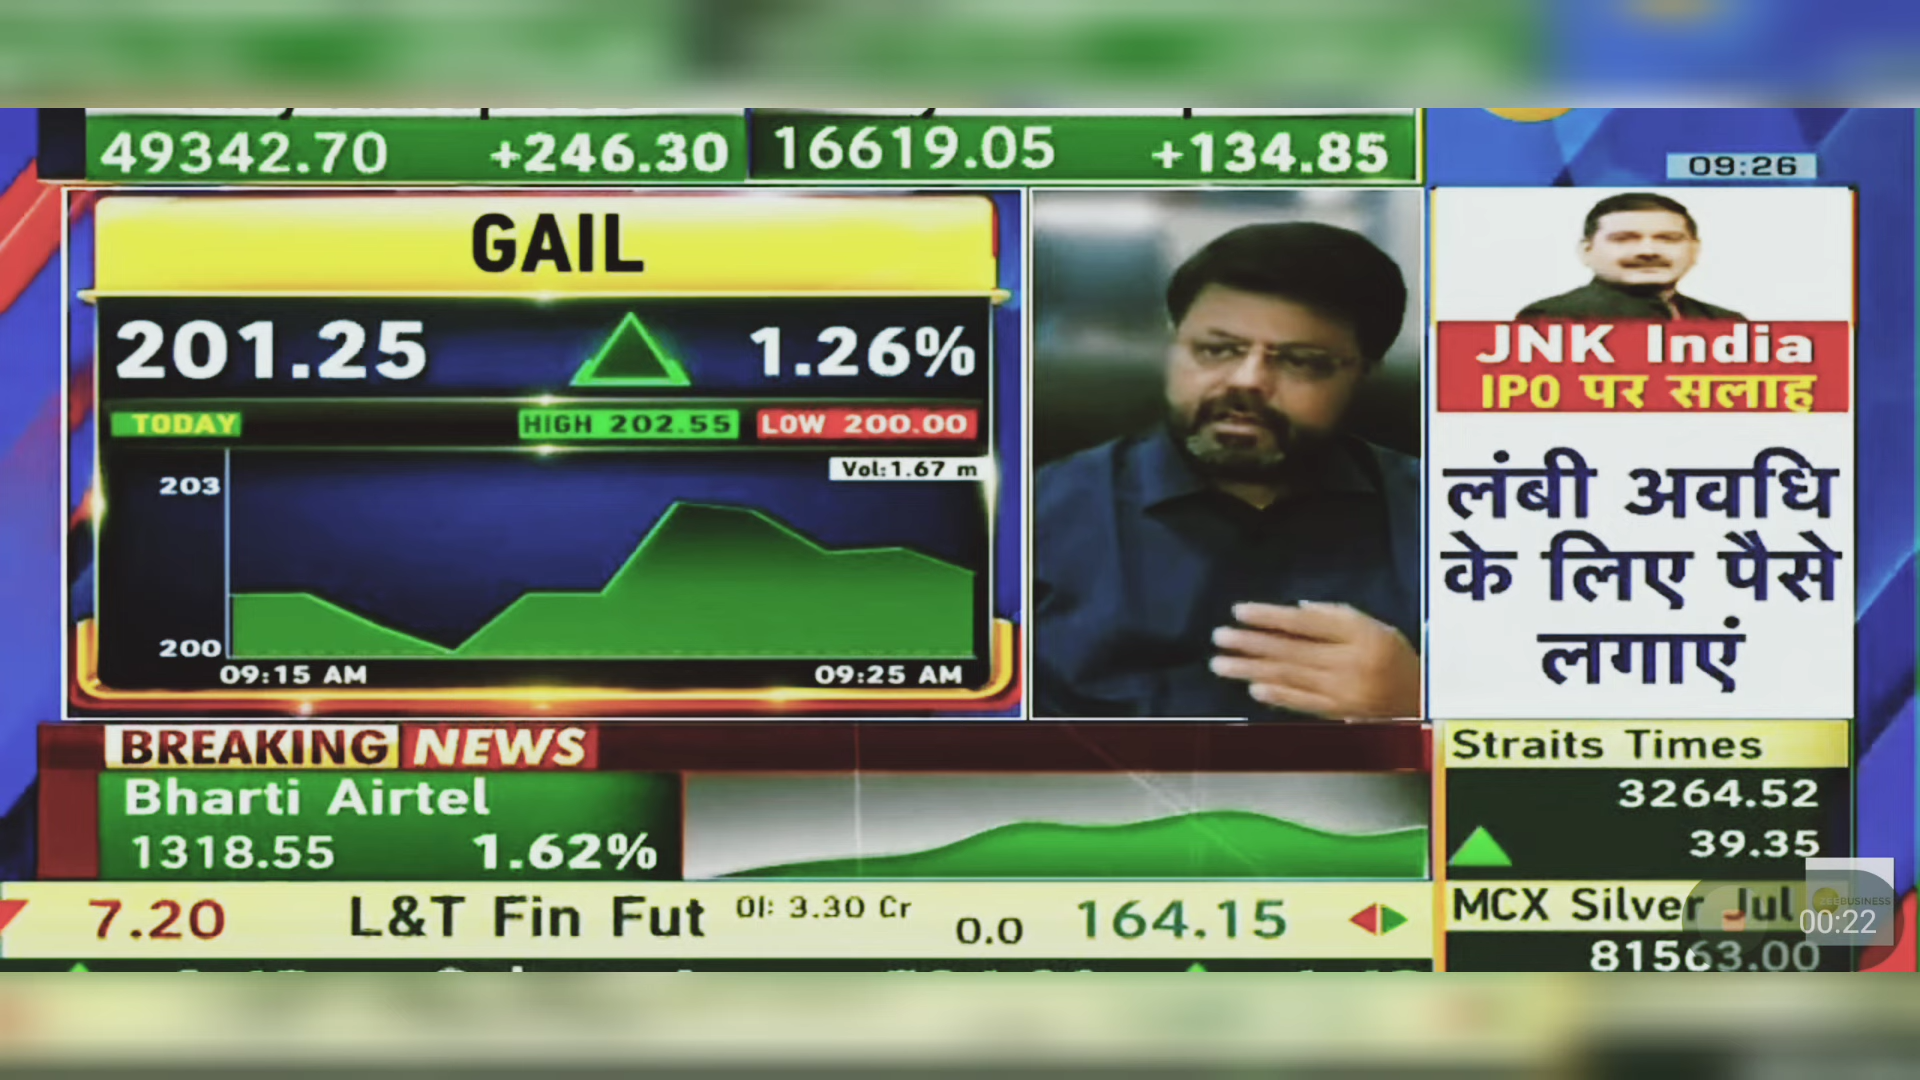 49342.70 +246.30
16619.05 +134.85
09:26
GAIL
201.25 1.26%
TODAY HIGH 202.55 LOW 200.00
Vol:1.67 m
203
200
09:15 AM 09:25 AM
JNK India
IPO पर सलाह
लंबी अवधि
के लिए पैसे
लगाएं
BREAKING NEWS
Bharti Airtel
1318.55 1.62%
Straits Times
3264.52
39.35
7.20 L&T Fin Fut OI: 3.30 Cr 0.0 164.15
MCX Silver Jul
81563.00
ZEEBUSINESS
00:22